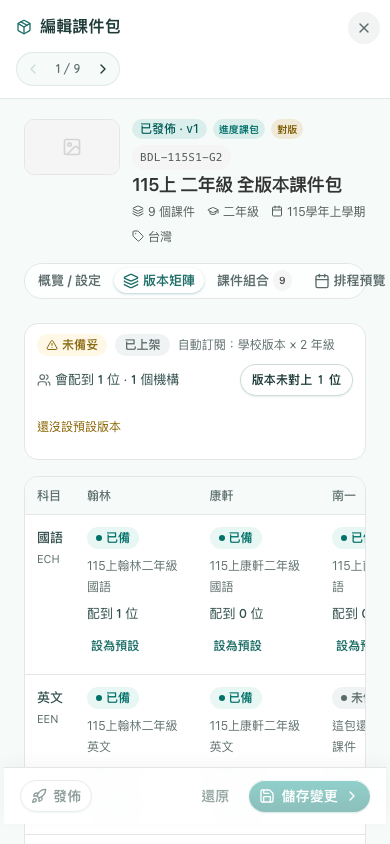 編輯課件包
1 / 9
已發佈 · v1 進度課包 對版
BDL-115S1-G2
115上 二年級 全版本課件包
9 個課件 二年級 115學年上學期
台灣
概覽 / 設定 版本矩陣 課件組合 9 排程預覽
未備妥 已上架 自動訂閱：學校版本 × 2 年級
會配到 1 位 · 1 個機構 版本未對上 1 位
還沒設預設版本
科目 翰林 康軒 南一
國語 已備 已備
ECH 115上翰林二年級 115上康軒二年級 115上
國語 國語 語
配到 1 位 配到 0 位 配到
設為預設 設為預設 設為
英文 已備 已備 未
EEN 115上翰林二年級 115上康軒二年級 這包
英文 英文 課件
發佈 還原 儲存變更